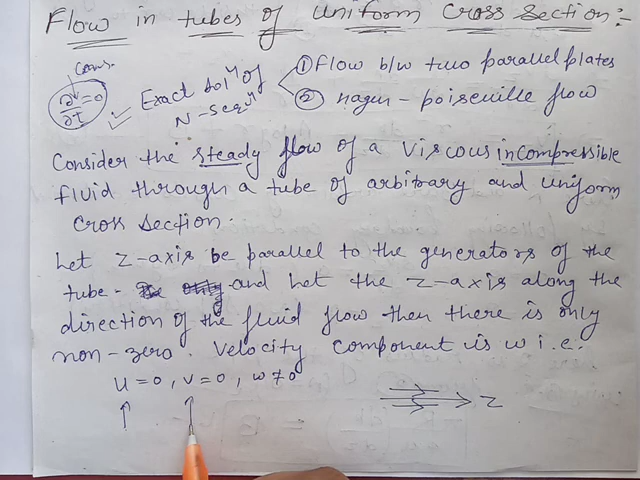 Flow in tubes of uniform cross section:-
cons.
∂/∂t = 0
Exact solⁿ of
N-S eqⁿ
① Flow b/w two parallel plates
② hagen - poiseuille flow
Consider the steady flow of a viscous incompressible
fluid through a tube of arbitrary and uniform
cross section.
Let z-axis be parallel to the generators of the
tube. and Let the z-axis along the
direction of the fluid flow then there is only
non-zero. velocity component is w i.e.
u = 0, v = 0, w ≠ 0
z